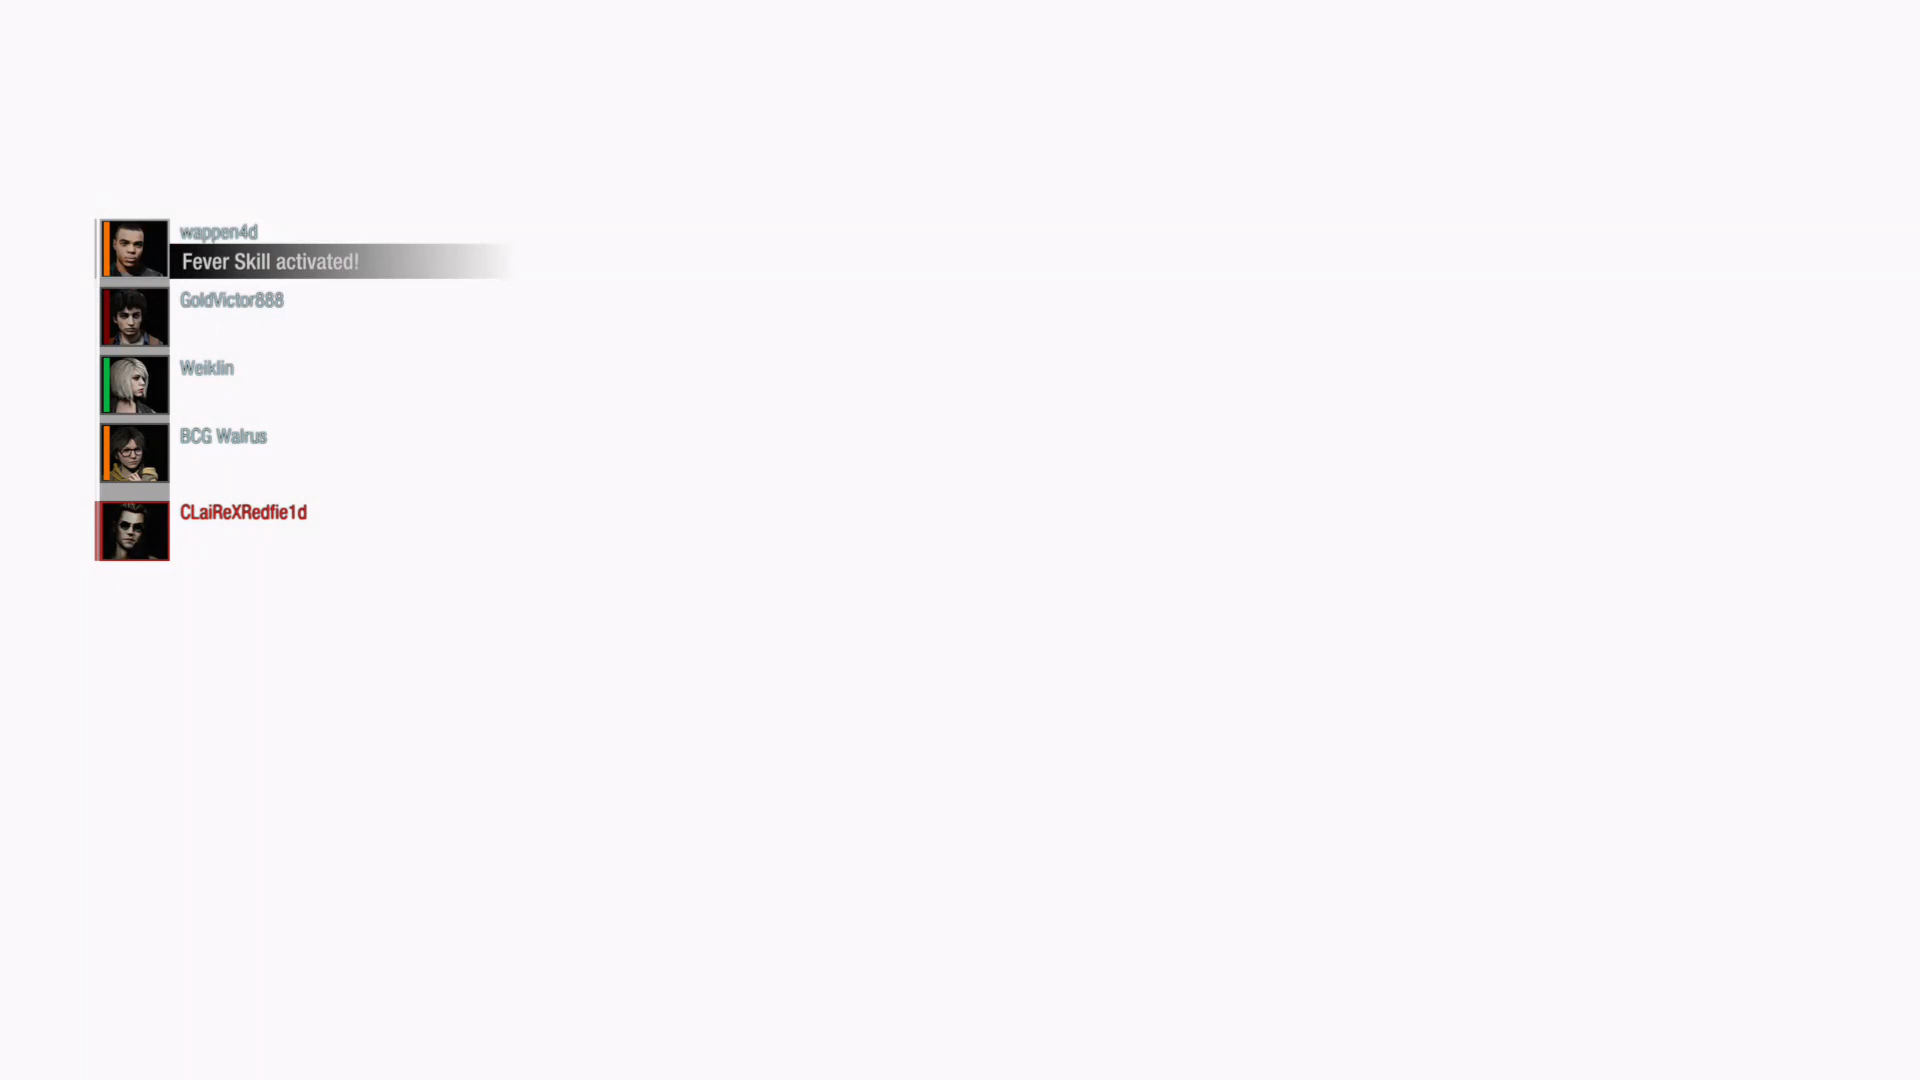 wappen4d
Fever Skill activated!
GoldVictor888
Weiklin
BCG Walrus
CLaiReXRedfie1d